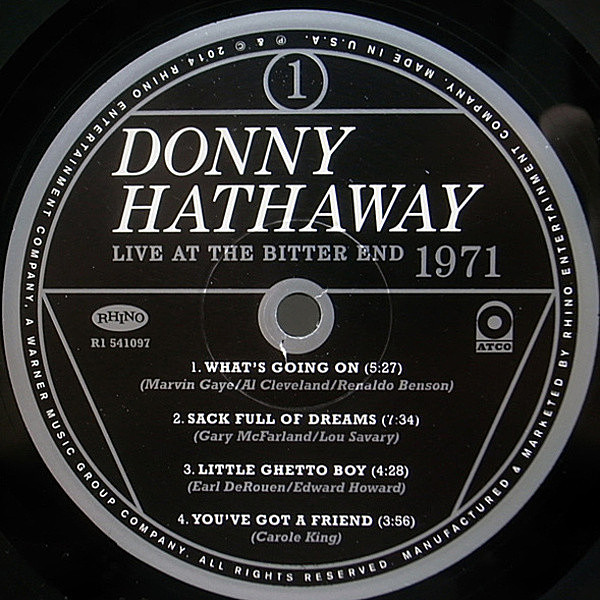 1
DONNY
HATHAWAY
LIVE AT THE BITTER END 1971
RHINO
R1 541097
ATCO
1. WHAT'S GOING ON (5:27)
(Marvin Gaye/Al Cleveland/Renaldo Benson)
2. SACK FULL OF DREAMS (7:34)
(Gary McFarland/Lou Savary)
3. LITTLE GHETTO BOY (4:28)
(Earl DeRouen/Edward Howard)
4. YOU'VE GOT A FRIEND (3:56)
(Carole King)
℗ & © 2014 RHINO ENTERTAINMENT COMPANY, A WARNER MUSIC GROUP COMPANY. ALL RIGHTS RESERVED. MANUFACTURED & MARKETED BY RHINO ENTERTAINMENT COMPANY. MADE IN U.S.A.